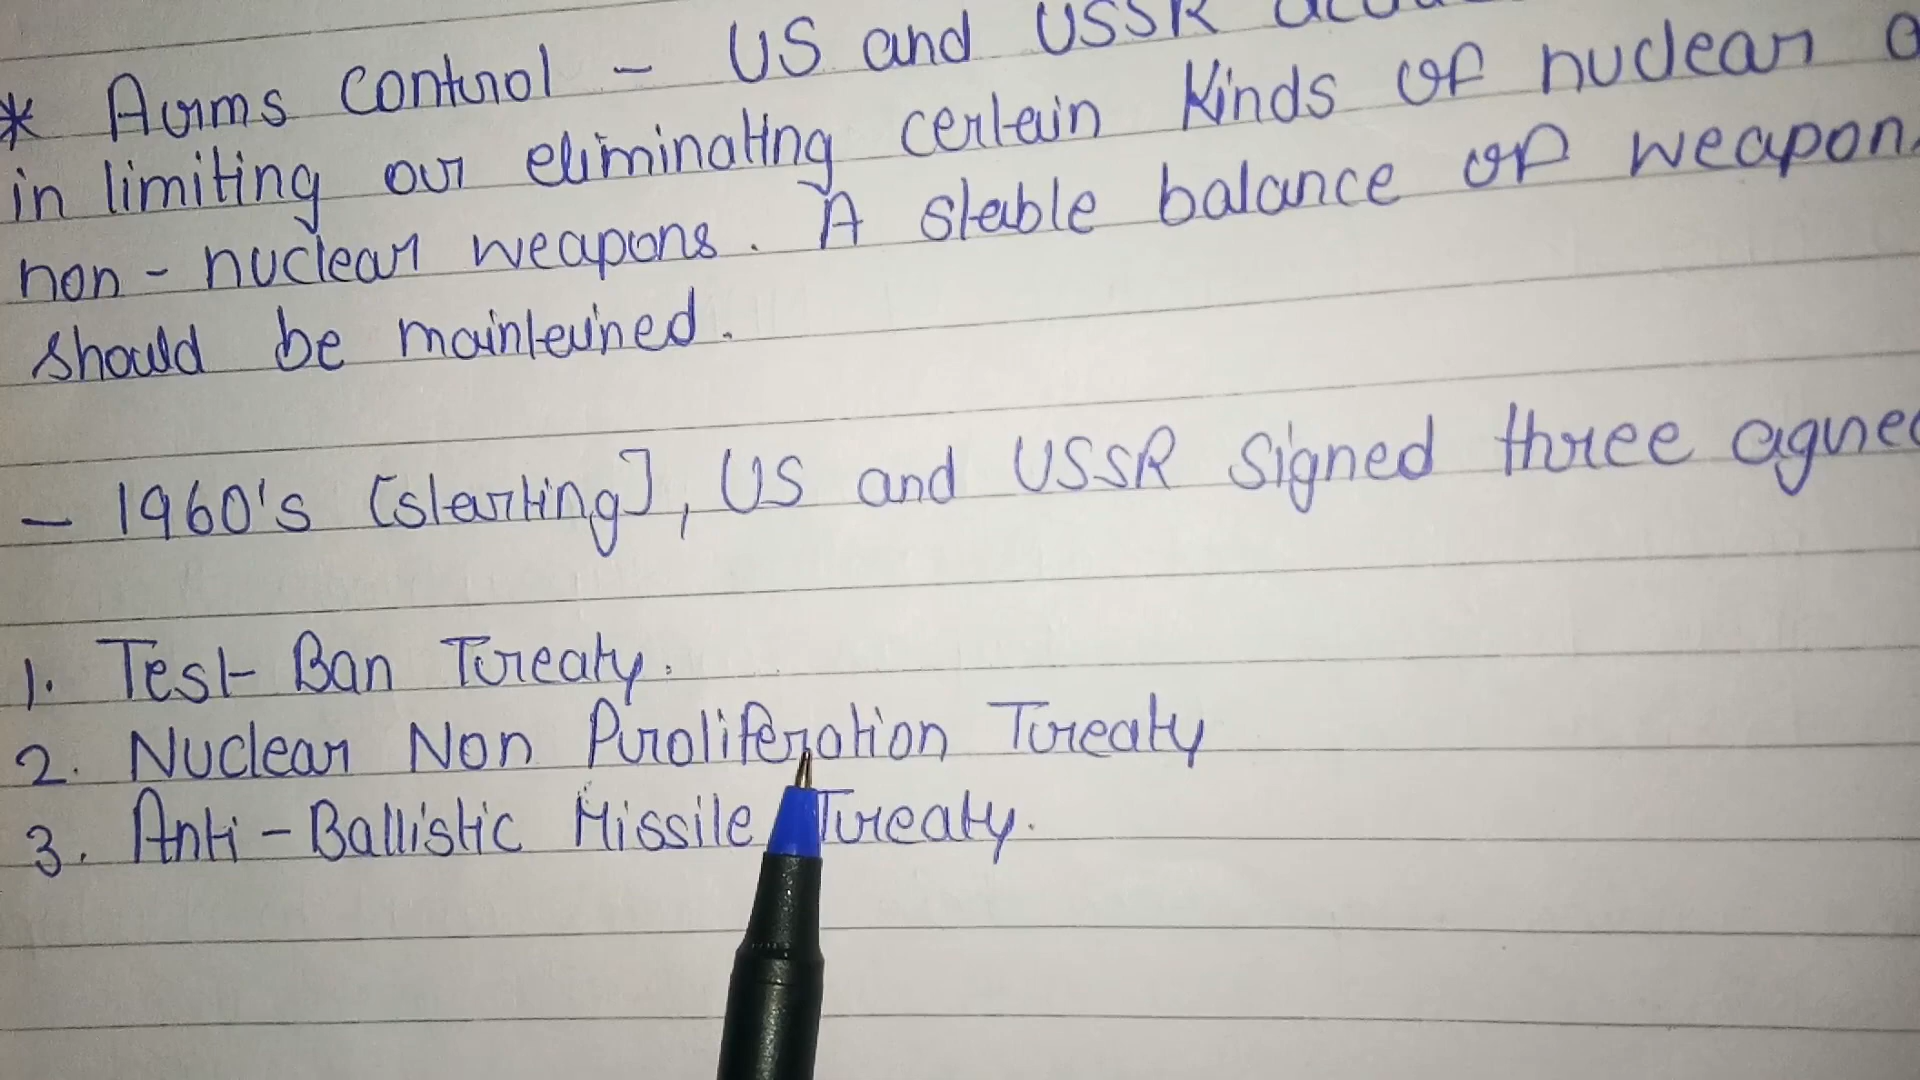 * Arms control - US and USSR
in limiting or eliminating certain kinds of nuclear
non-nuclear weapons. A stable balance of weapon
should be maintained.
- 1960's [starting], US and USSR signed three agree
1. Test Ban Treaty.
2. Nuclear Non Proliferation Treaty
3. Anti-Ballistic Missile Treaty.